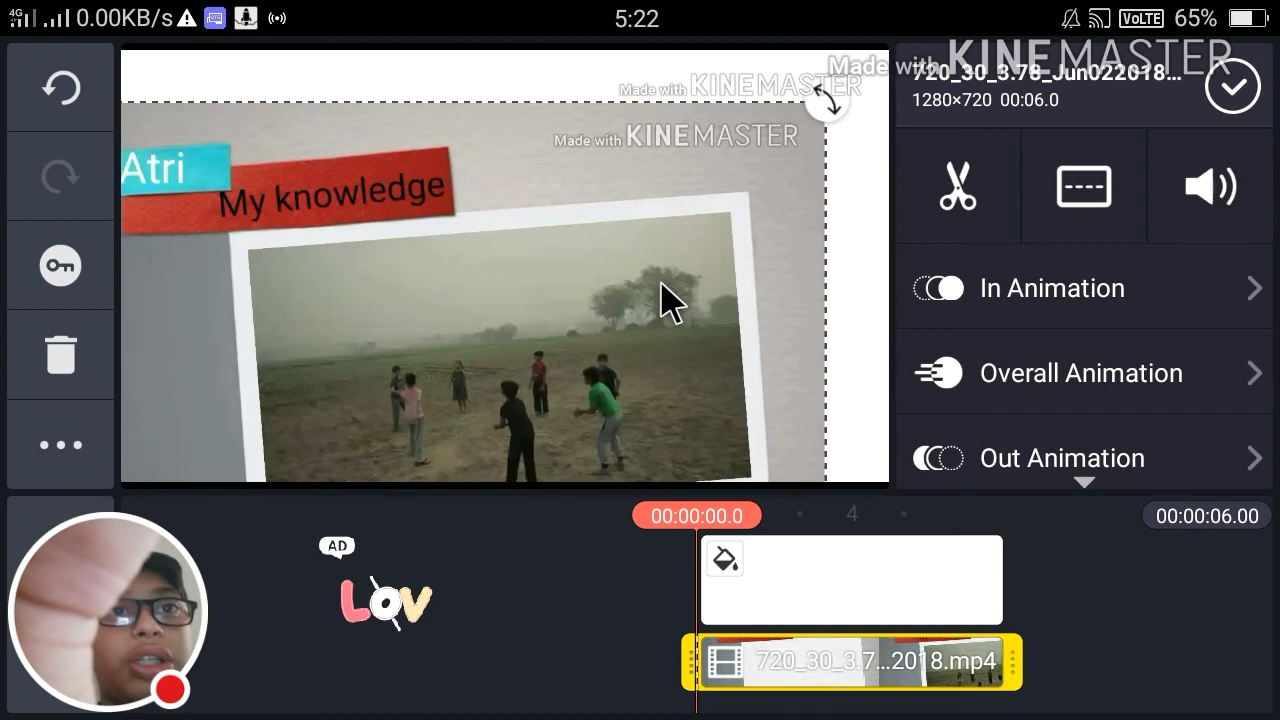 4G 0.00KB/s 5:22 VoLTE 65%
Made with KINEMASTER
720_30_3.78_Jun022018...
1280×720 00:06.0
Made with KINEMASTER
Made with KINEMASTER
Atri
My knowledge
In Animation
Overall Animation
Out Animation
00:00:00.0
4
00:00:06.00
AD
LOV
720_30_3.7...2018.mp4